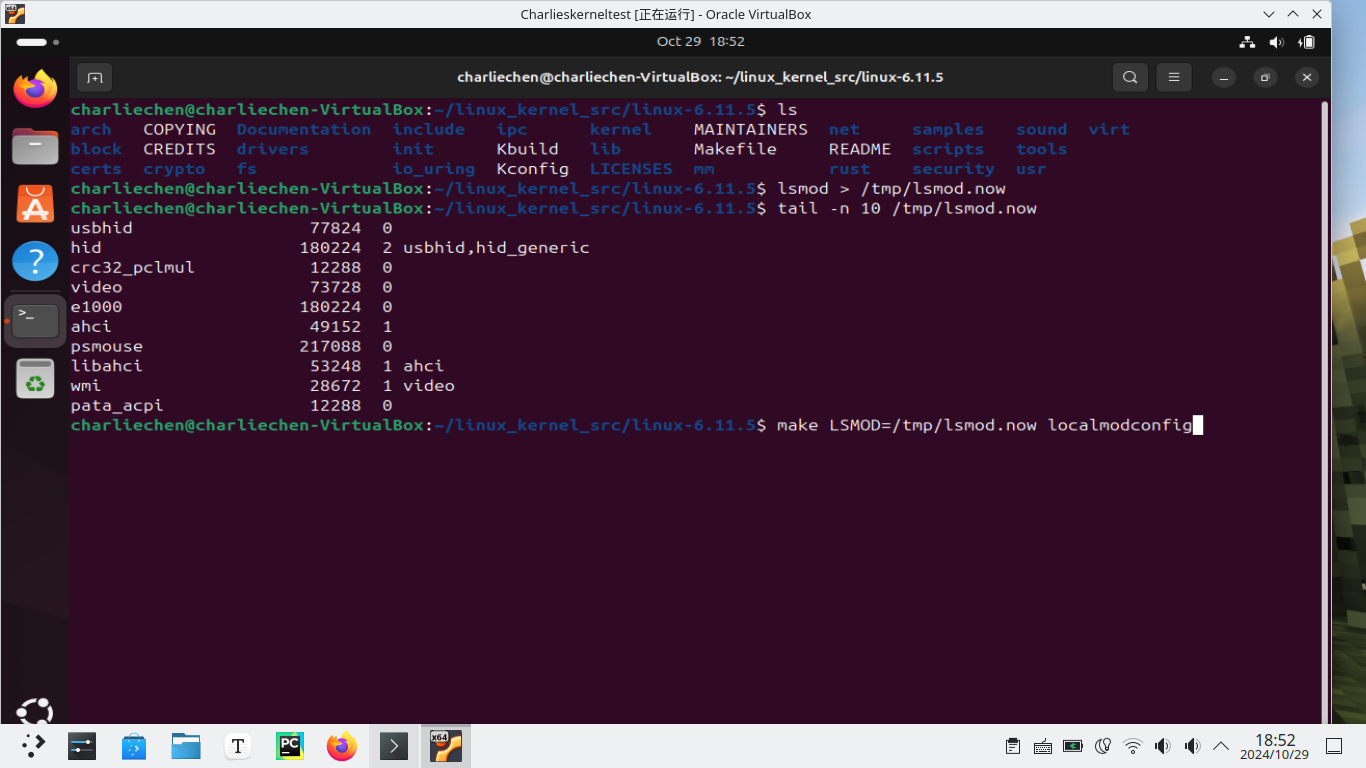 Charlieskerneltest [正在运行] - Oracle VirtualBox
Oct 29 18:52
charliechen@charliechen-VirtualBox: ~/linux_kernel_src/linux-6.11.5
charliechen@charliechen-VirtualBox:~/linux_kernel_src/linux-6.11.5$ ls
arch COPYING Documentation include ipc kernel MAINTAINERS net samples sound virt
block CREDITS drivers init Kbuild lib Makefile README scripts tools
certs crypto fs io_uring Kconfig LICENSES mm rust security usr
charliechen@charliechen-VirtualBox:~/linux_kernel_src/linux-6.11.5$ lsmod > /tmp/lsmod.now
charliechen@charliechen-VirtualBox:~/linux_kernel_src/linux-6.11.5$ tail -n 10 /tmp/lsmod.now
usbhid 77824 0
hid 180224 2 usbhid,hid_generic
crc32_pclmul 12288 0
video 73728 0
e1000 180224 0
ahci 49152 1
psmouse 217088 0
libahci 53248 1 ahci
wmi 28672 1 video
pata_acpi 12288 0
charliechen@charliechen-VirtualBox:~/linux_kernel_src/linux-6.11.5$ make LSMOD=/tmp/lsmod.now localmodconfig
T
PC
x64
18:52
2024/10/29